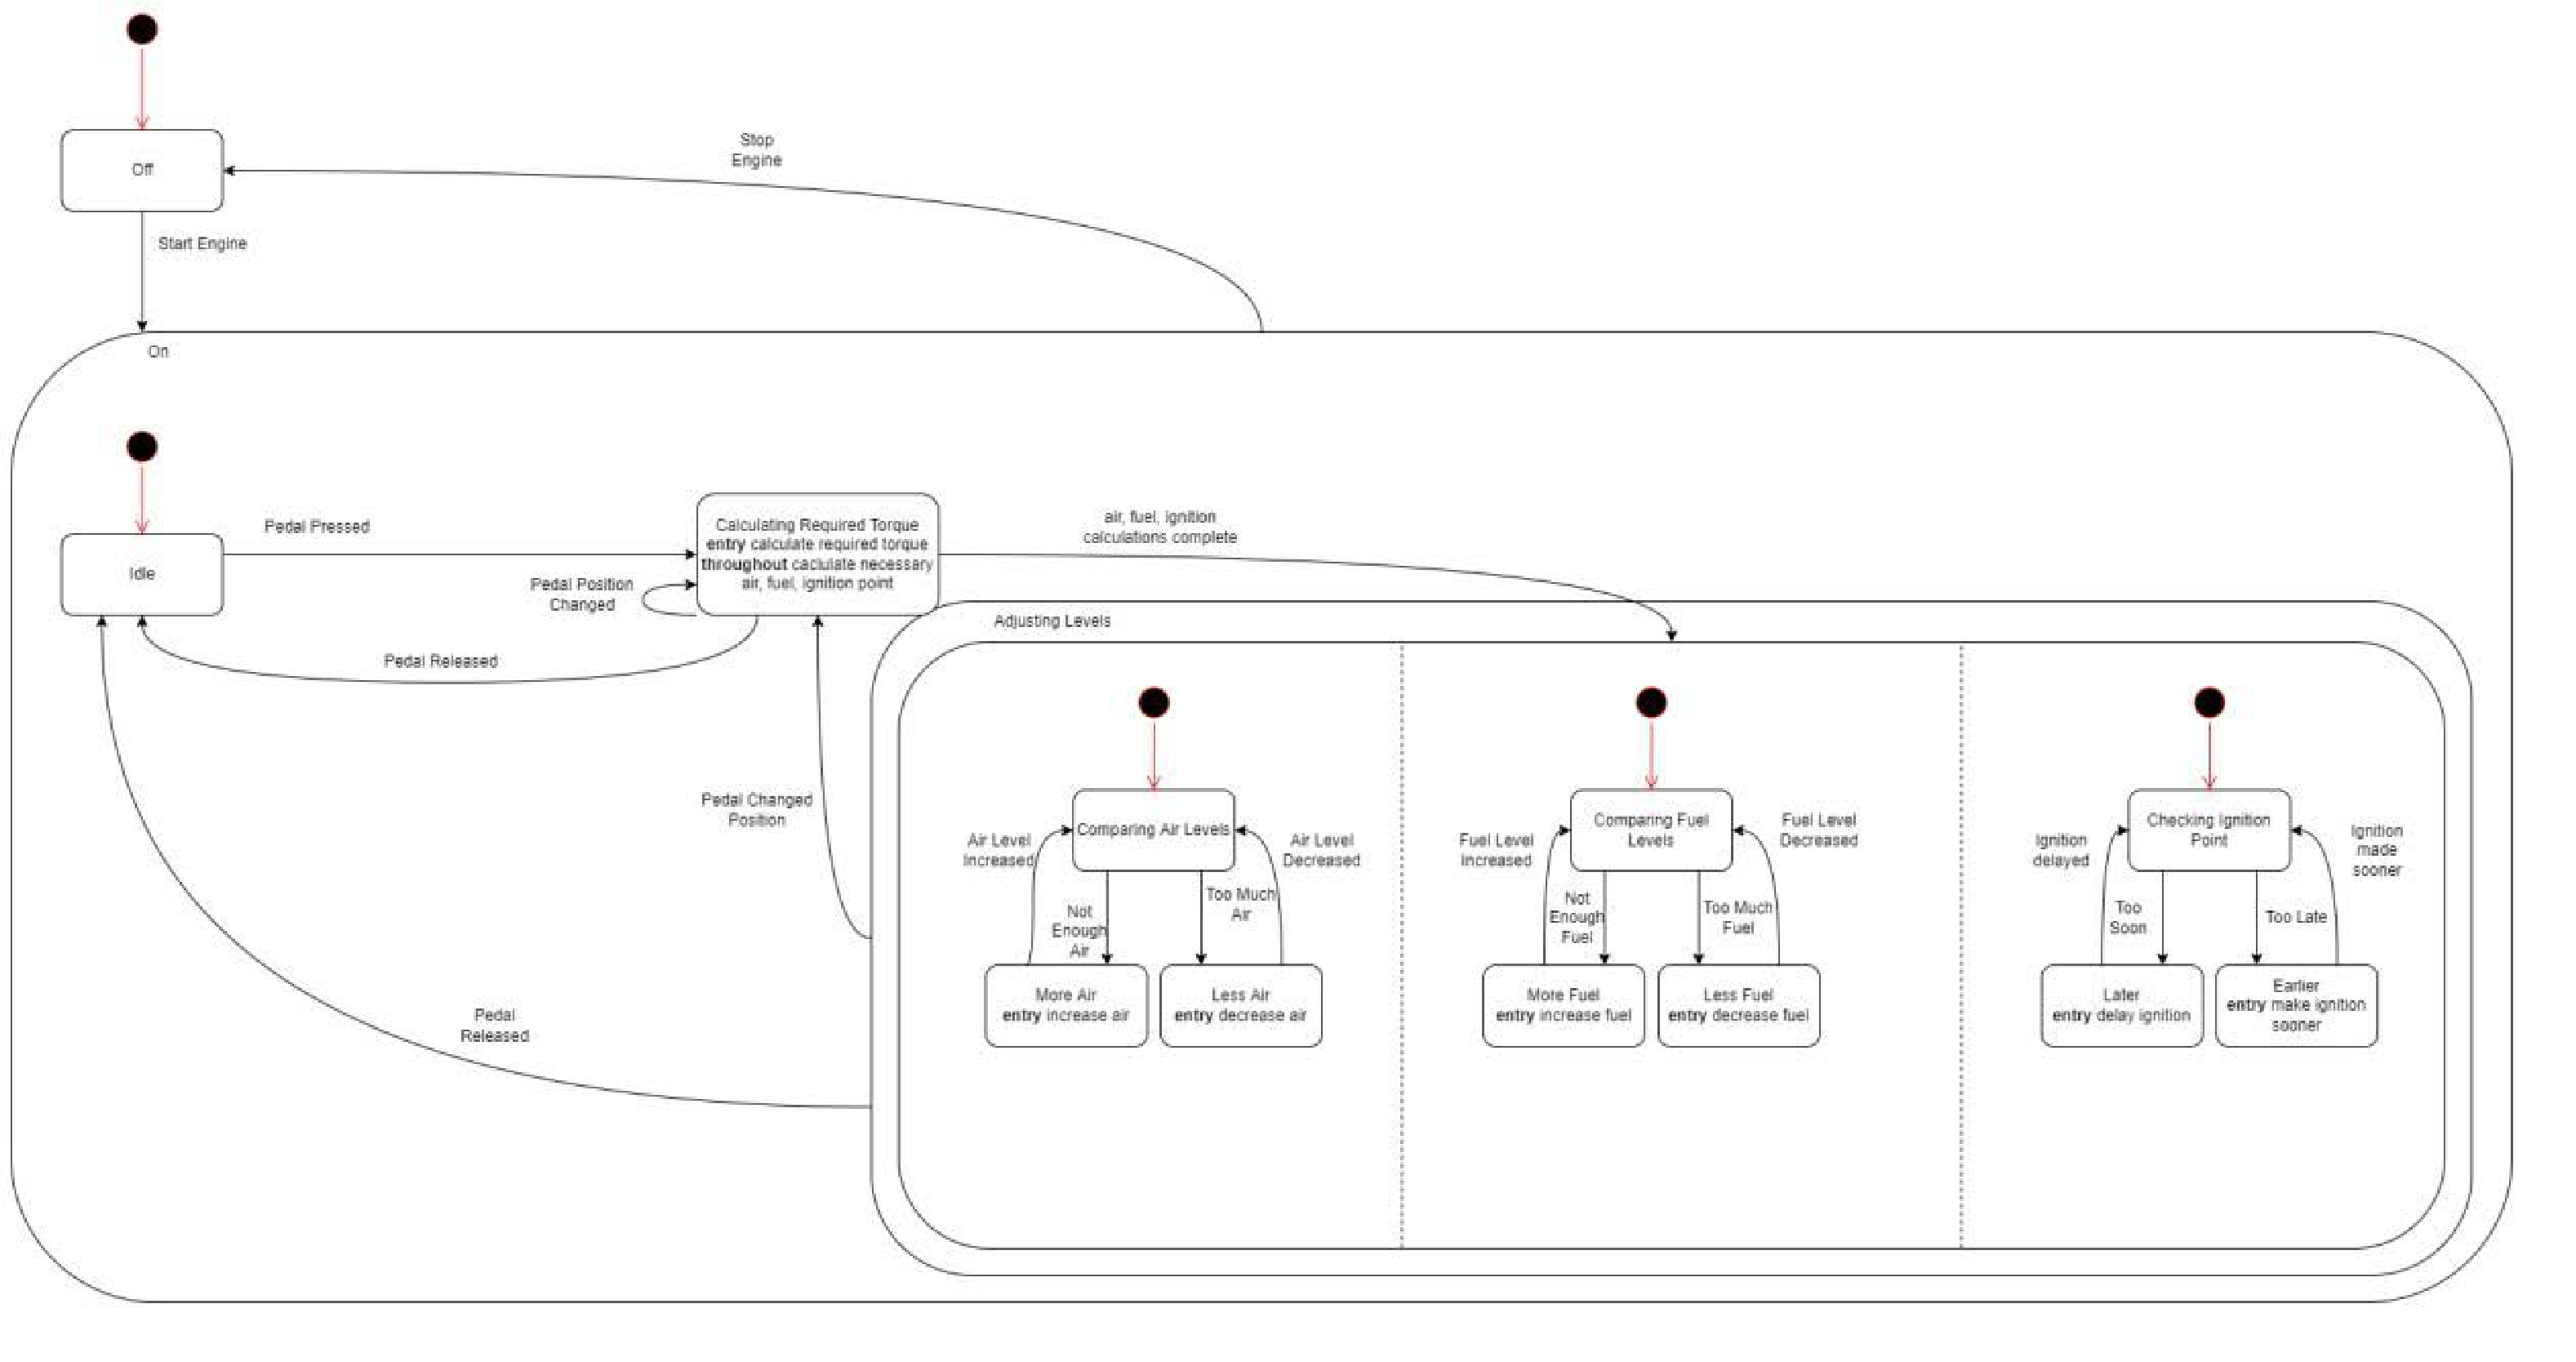 Stop
Engine
Off
Start Engine
On
Pedal Pressed
air, fuel, ignition
calculations complete
Calculating Required Torque
entry calculate required torque
throughout caclulate necessary
air, fuel, ignition point
Idle
Pedal Position
Changed
Adjusting Levels
Pedal Released
Pedal Changed
Position
Pedal
Released
Comparing Air Levels
Air Level
Increased
Air Level
Decreased
Not
Enough
Air
Too Much
Air
More Air
entry increase air
Less Air
entry decrease air
Comparing Fuel
Levels
Fuel Level
Increased
Fuel Level
Decreased
Not
Enough
Fuel
Too Much
Fuel
More Fuel
entry increase fuel
Less Fuel
entry decrease fuel
Checking Ignition
Point
Ignition
delayed
Ignition
made
sooner
Too
Soon
Too Late
Later
entry delay ignition
Earlier
entry make ignition
sooner